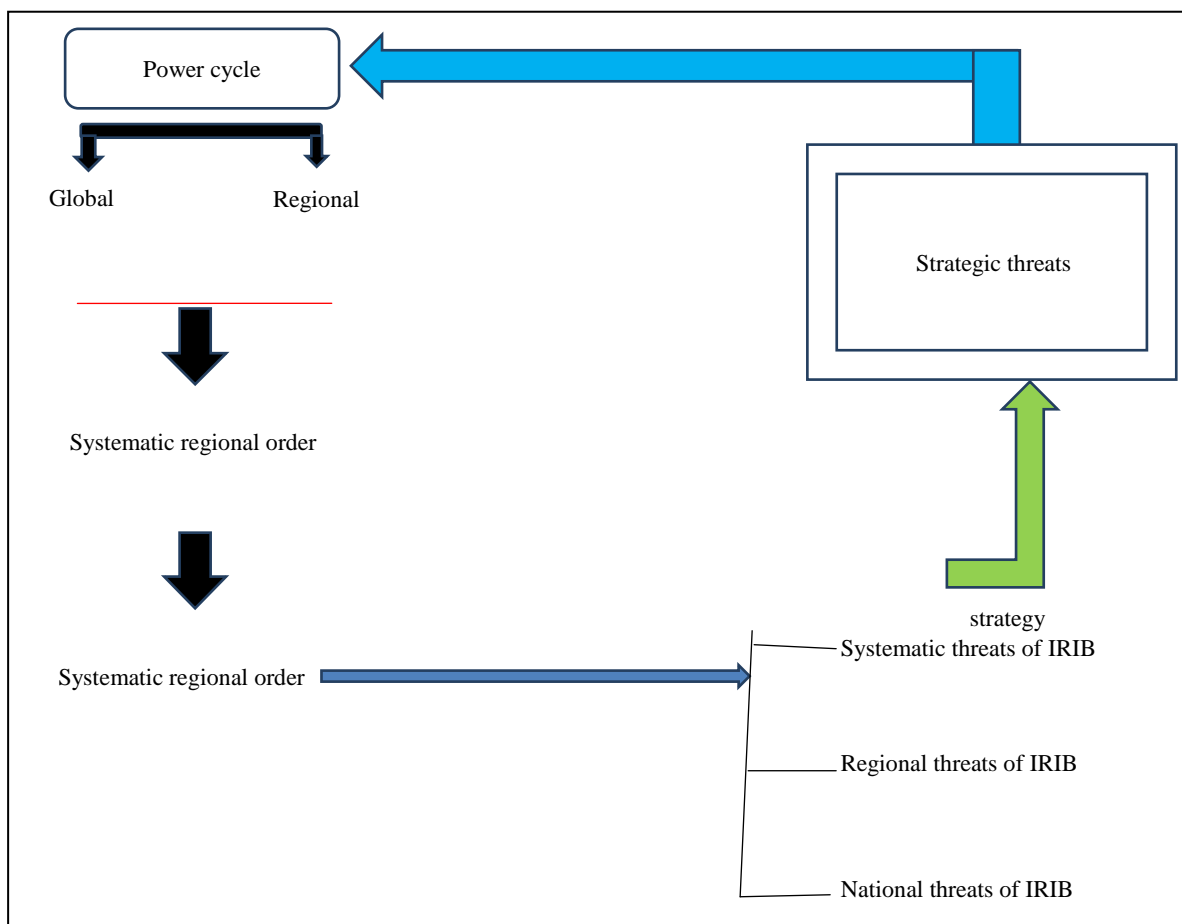 Power cycle
Global
Regional
Strategic threats
Systematic regional order
strategy
Systematic threats of IRIB
Systematic regional order
Regional threats of IRIB
National threats of IRIB